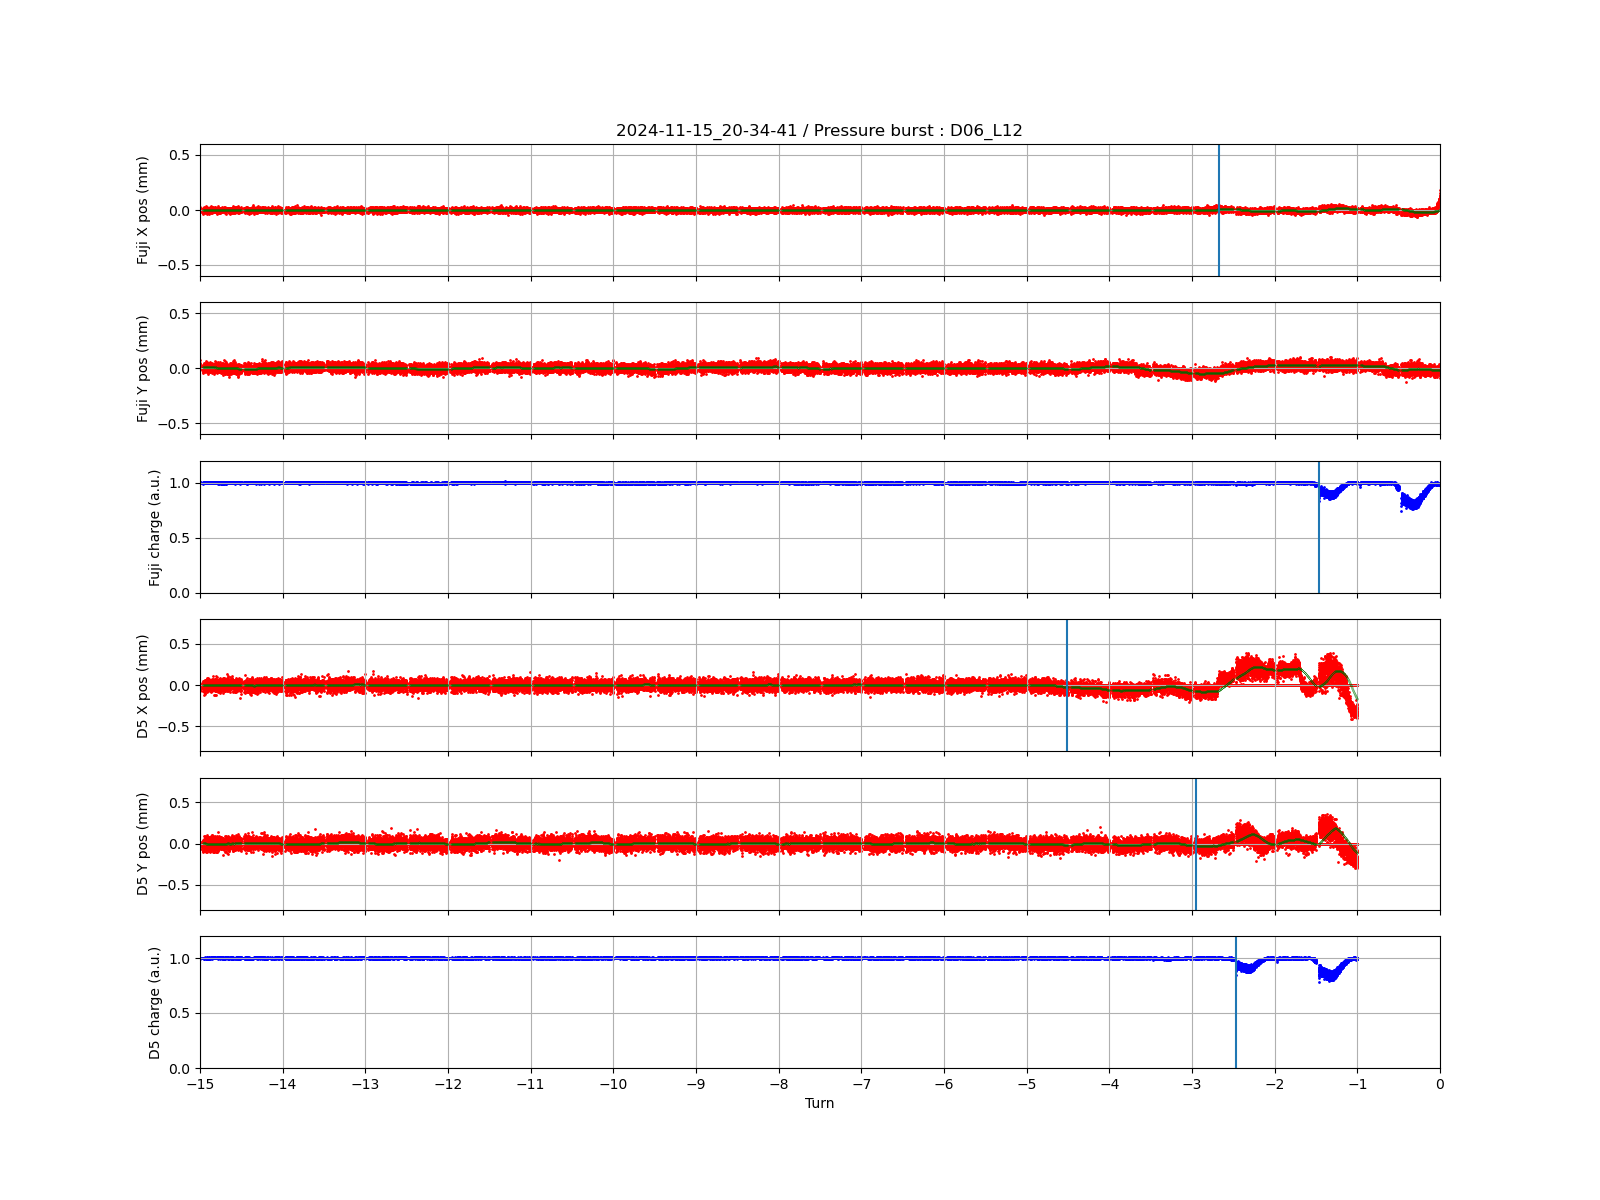 2024-11-15_20-34-41 / Pressure burst : D06_L12
Fuji X pos (mm)
0.5
0.0
−0.5
Fuji Y pos (mm)
0.5
0.0
−0.5
Fuji charge (a.u.)
1.0
0.5
0.0
D5 X pos (mm)
0.5
0.0
−0.5
D5 Y pos (mm)
0.5
0.0
−0.5
D5 charge (a.u.)
1.0
0.5
0.0
−15 −14 −13 −12 −11 −10 −9 −8 −7 −6 −5 −4 −3 −2 −1 0
Turn